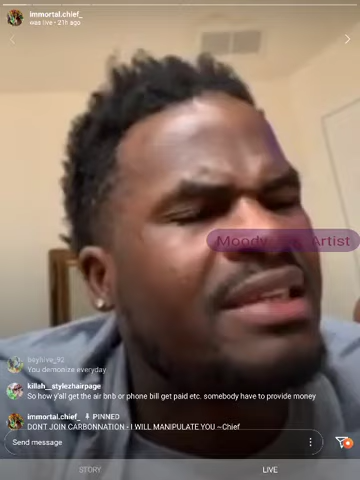 immortal.chief_
was live • 21h ago
Artist
bayhive_92
You demonize everyday
killah__stylezhairpage
So how y'all get the air bnb or phone bill get paid etc. somebody have to provide money
immortal.chief_ PINNED
DONT JOIN CARBONNATION - I WILL MANIPULATE YOU ~Chief
Send message
STORY LIVE